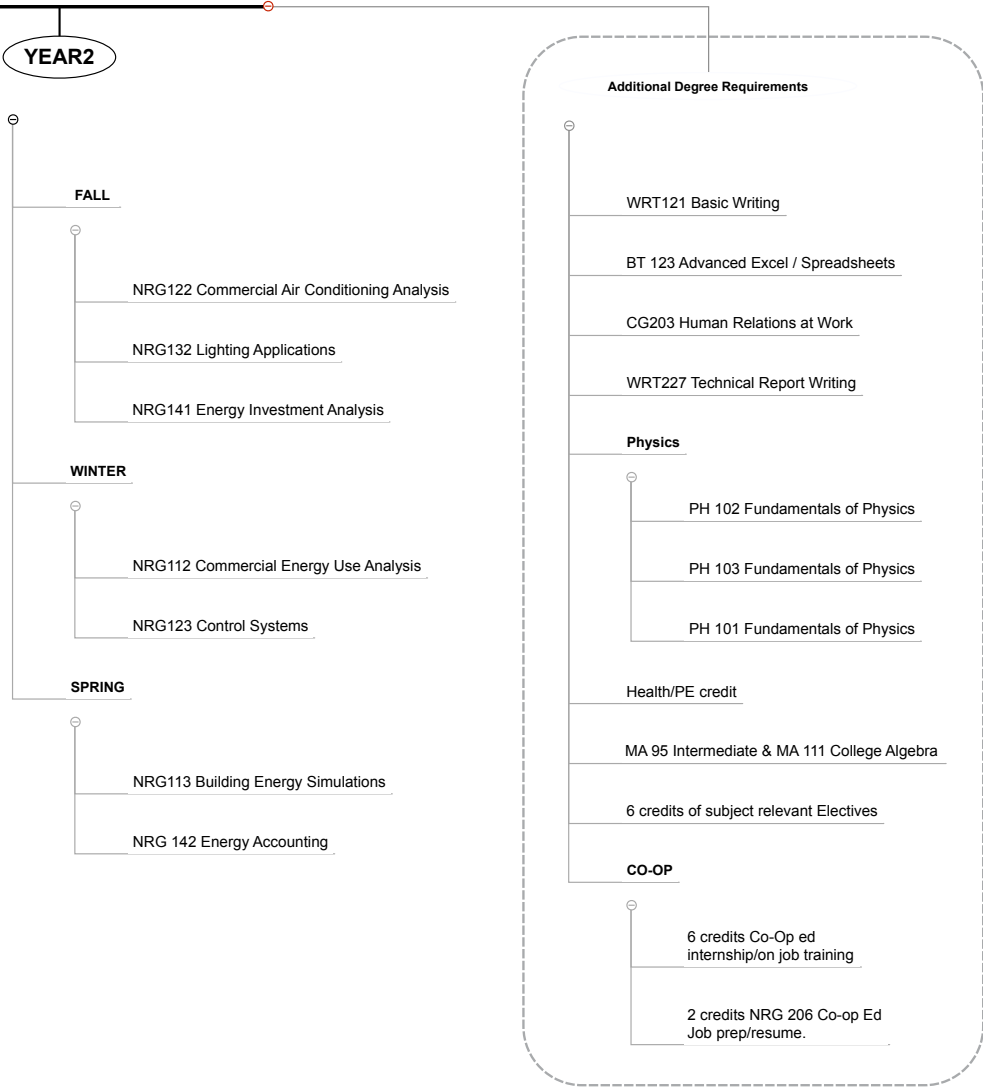 YEAR2
FALL
NRG122 Commercial Air Conditioning Analysis
NRG132 Lighting Applications
NRG141 Energy Investment Analysis
WINTER
NRG112 Commercial Energy Use Analysis
NRG123 Control Systems
SPRING
NRG113 Building Energy Simulations
NRG 142 Energy Accounting
Additional Degree Requirements
WRT121 Basic Writing
BT 123 Advanced Excel / Spreadsheets
CG203 Human Relations at Work
WRT227 Technical Report Writing
Physics
PH 102 Fundamentals of Physics
PH 103 Fundamentals of Physics
PH 101 Fundamentals of Physics
Health/PE credit
MA 95 Intermediate & MA 111 College Algebra
6 credits of subject relevant Electives
CO-OP
6 credits Co-Op ed
internship/on job training
2 credits NRG 206 Co-op Ed
Job prep/resume.